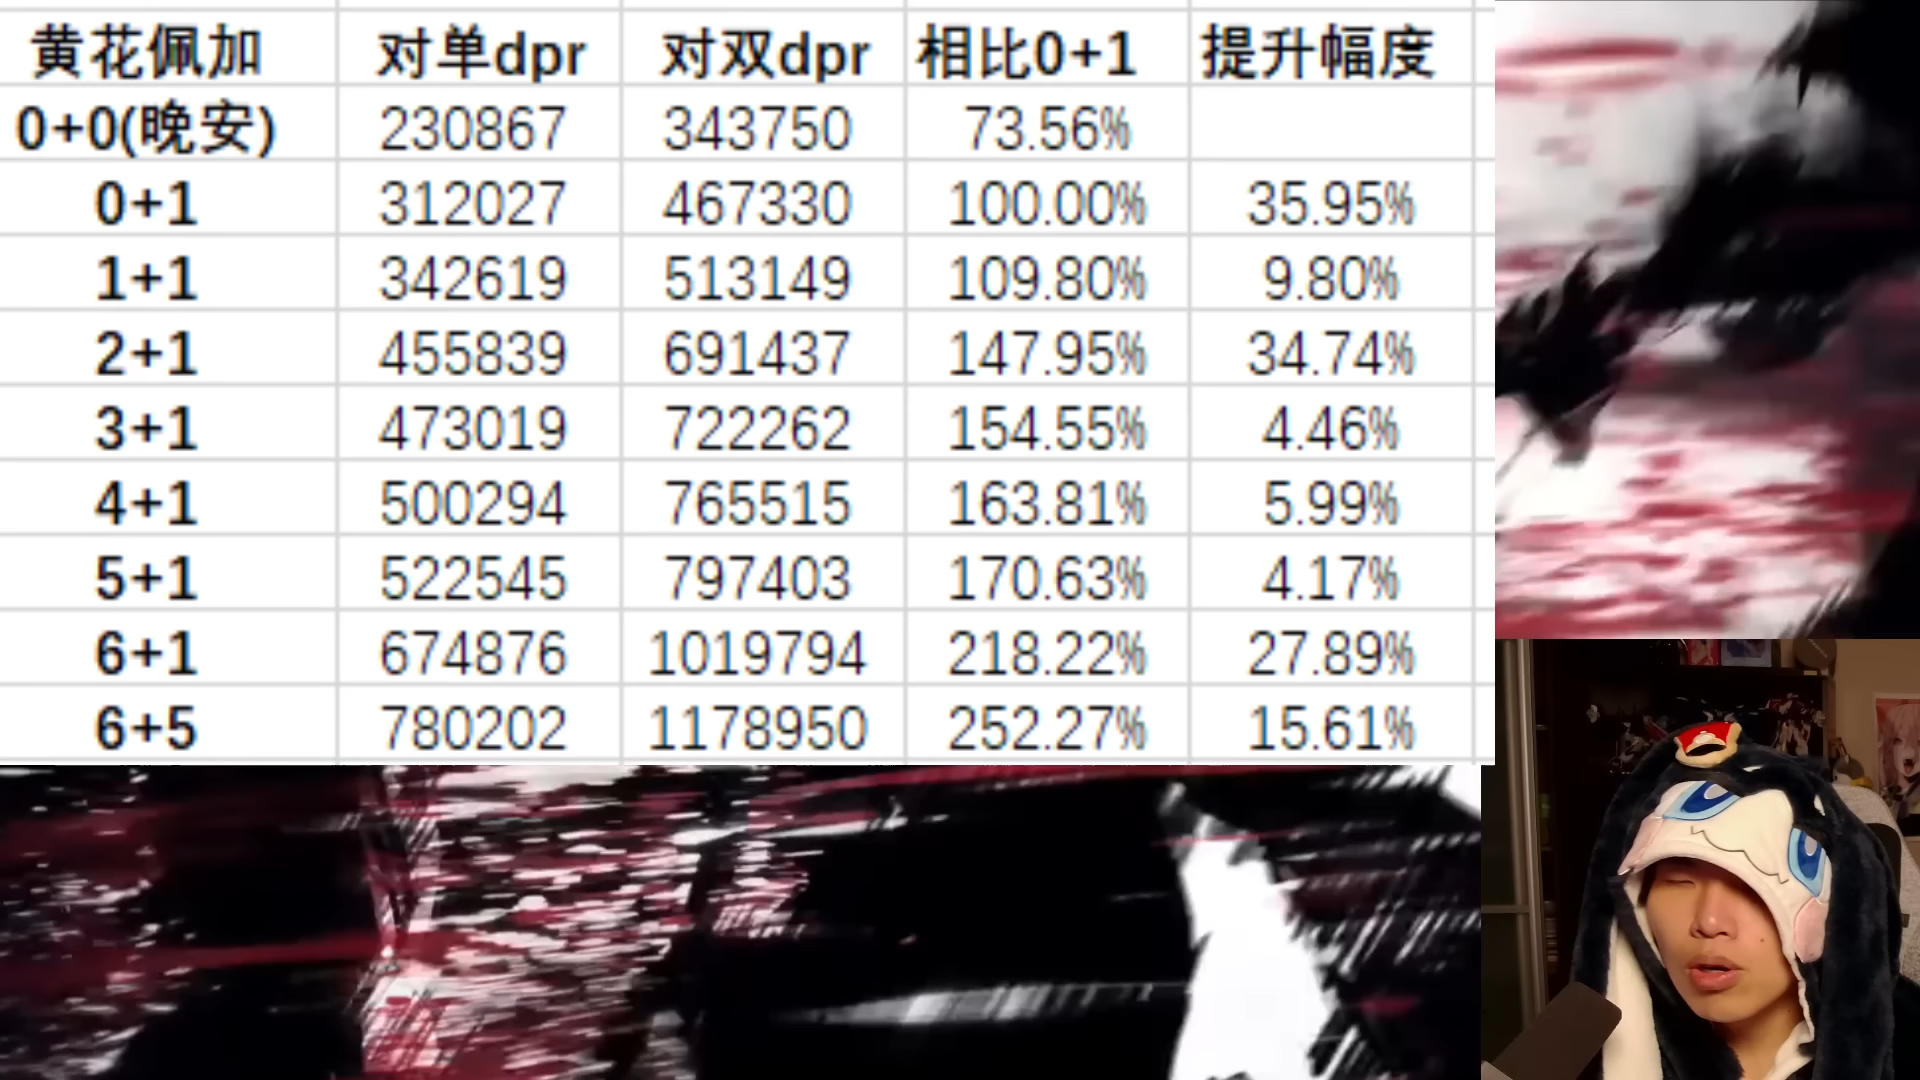 黄花佩加 对单dpr 对双dpr 相比0+1 提升幅度
0+0(晚安) 230867 343750 73.56%
0+1 312027 467330 100.00% 35.95%
1+1 342619 513149 109.80% 9.80%
2+1 455839 691437 147.95% 34.74%
3+1 473019 722262 154.55% 4.46%
4+1 500294 765515 163.81% 5.99%
5+1 522545 797403 170.63% 4.17%
6+1 674876 1019794 218.22% 27.89%
6+5 780202 1178950 252.27% 15.61%